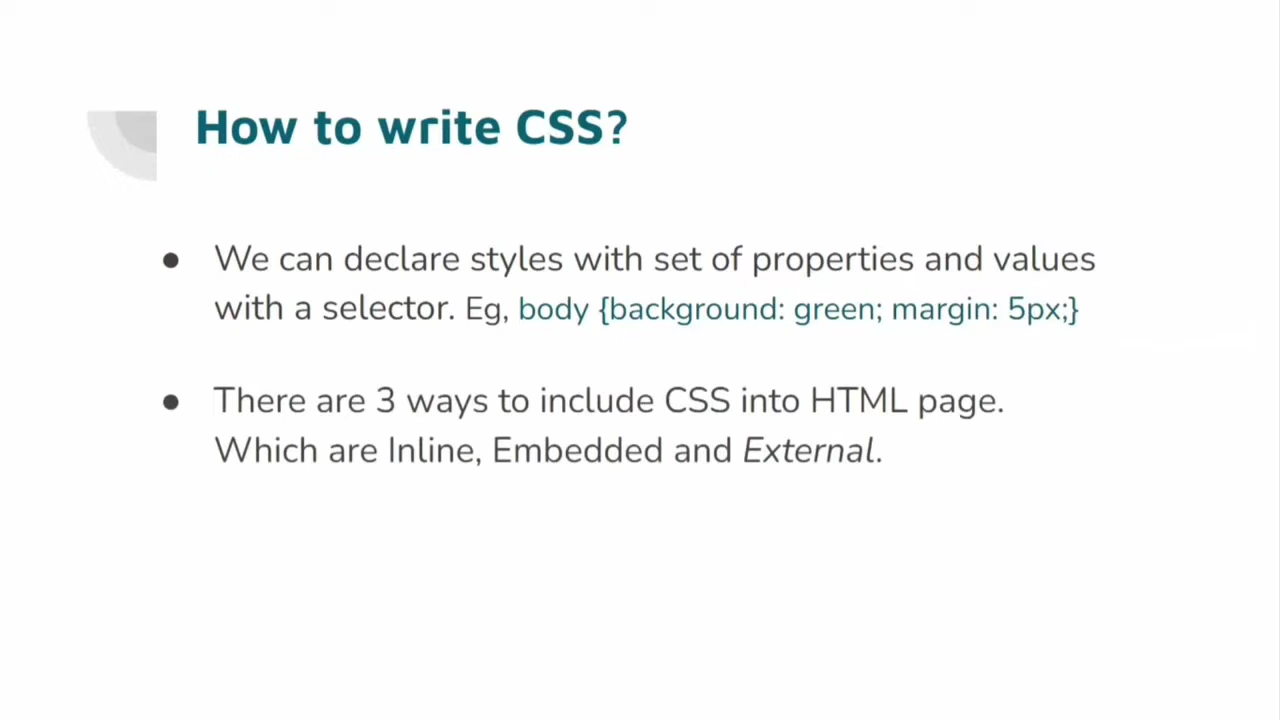 How to write CSS?
● We can declare styles with set of properties and values
with a selector. Eg, body {background: green; margin: 5px;}
● There are 3 ways to include CSS into HTML page.
Which are Inline, Embedded and External.